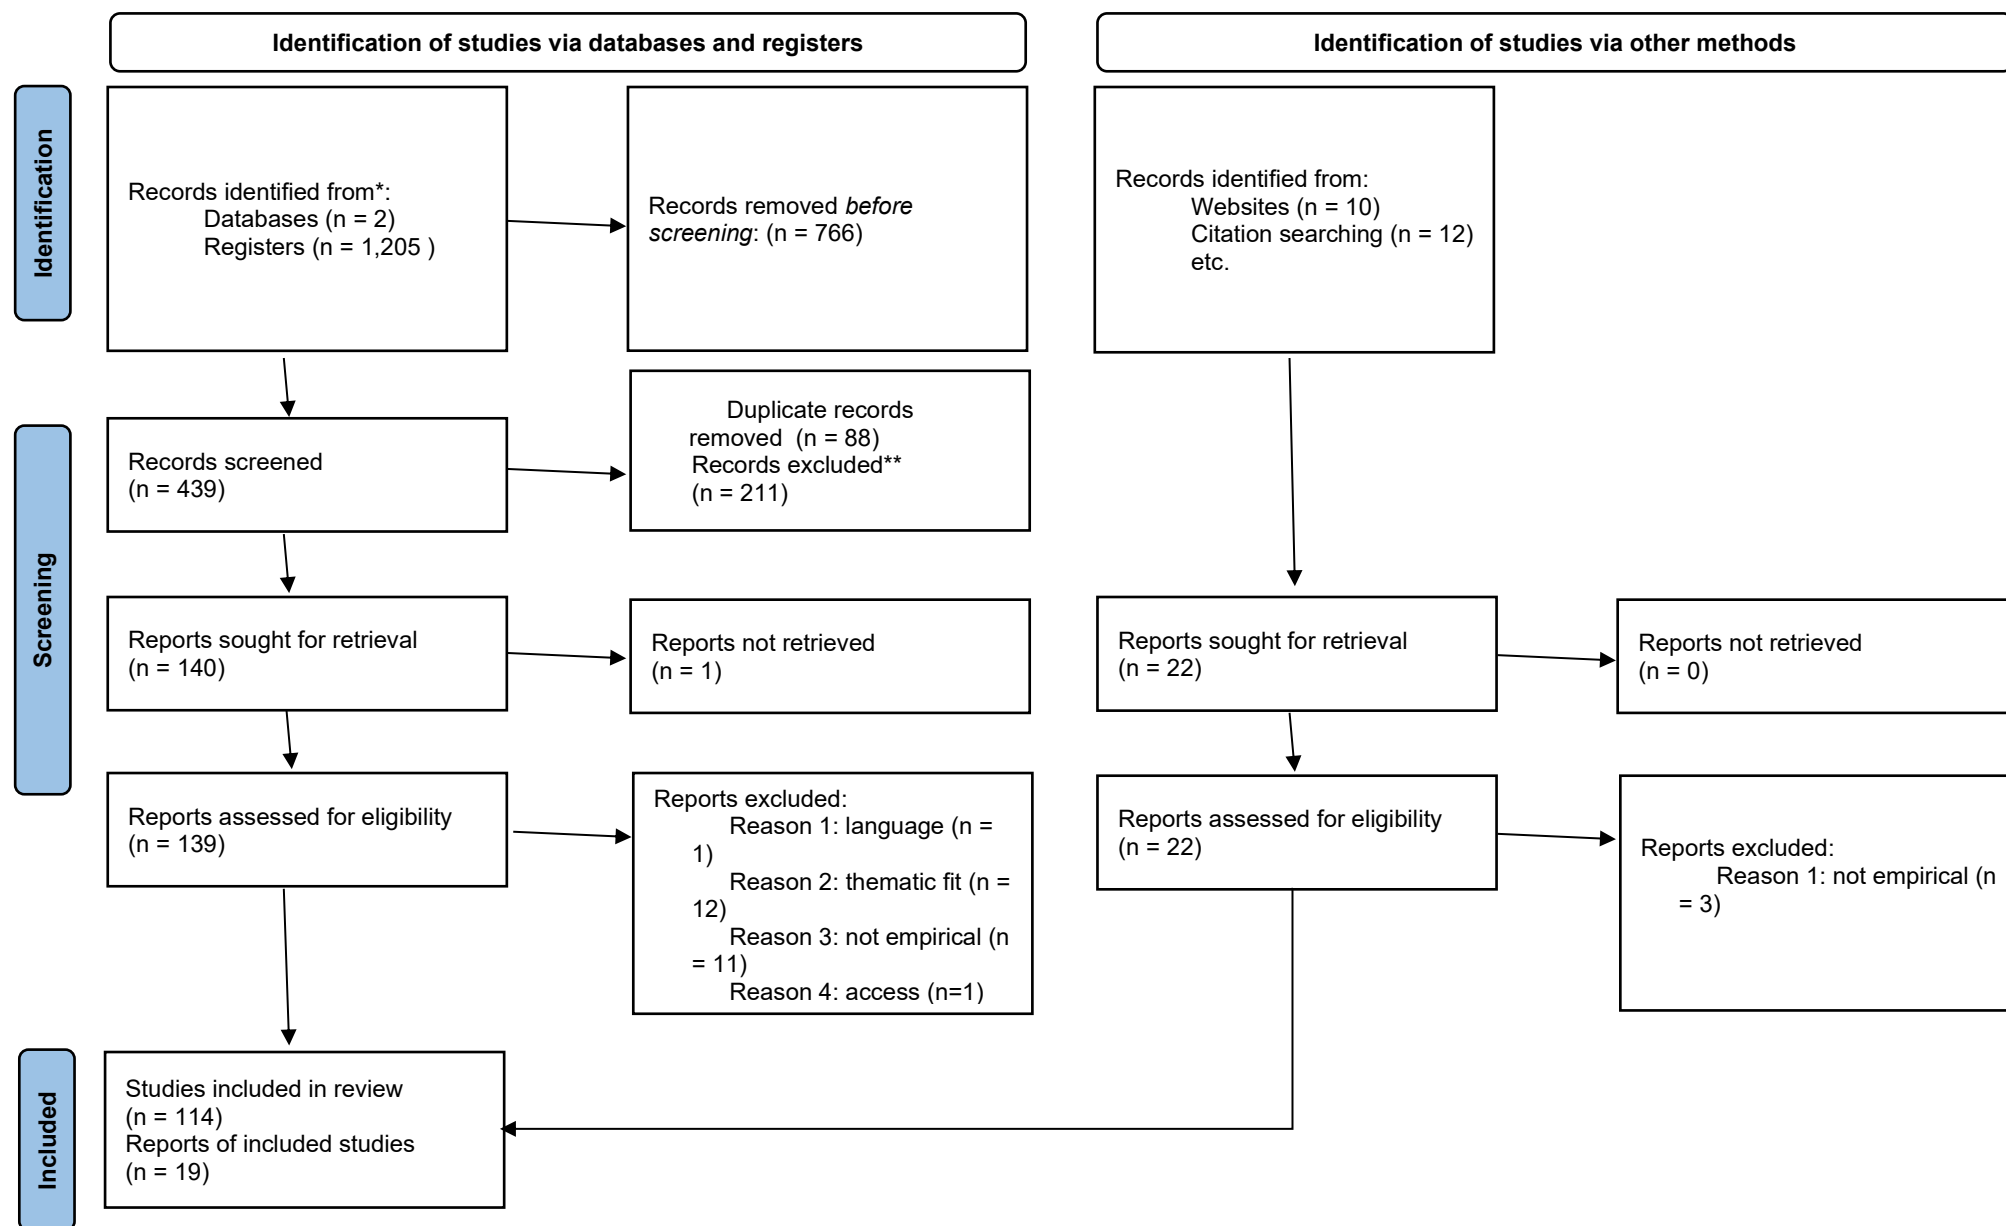 Identification of studies via databases and registers
Identification of studies via other methods
Identification
Records identified from*:
Databases (n = 2)
Registers (n = 1,205 )
Records removed before
screening: (n = 766)
Records identified from:
Websites (n = 10)
Citation searching (n = 12)
etc.
Screening
Records screened
(n = 439)
Duplicate records
removed  (n = 88)
Records excluded**
(n = 211)
Reports sought for retrieval
(n = 140)
Reports not retrieved
(n = 1)
Reports sought for retrieval
(n = 22)
Reports not retrieved
(n = 0)
Reports assessed for eligibility
(n = 139)
Reports excluded:
Reason 1: language (n =
1)
Reason 2: thematic fit (n =
12)
Reason 3: not empirical (n
= 11)
Reason 4: access (n=1)
Reports assessed for eligibility
(n = 22)
Reports excluded:
Reason 1: not empirical (n
= 3)
Included
Studies included in review
(n = 114)
Reports of included studies
(n = 19)